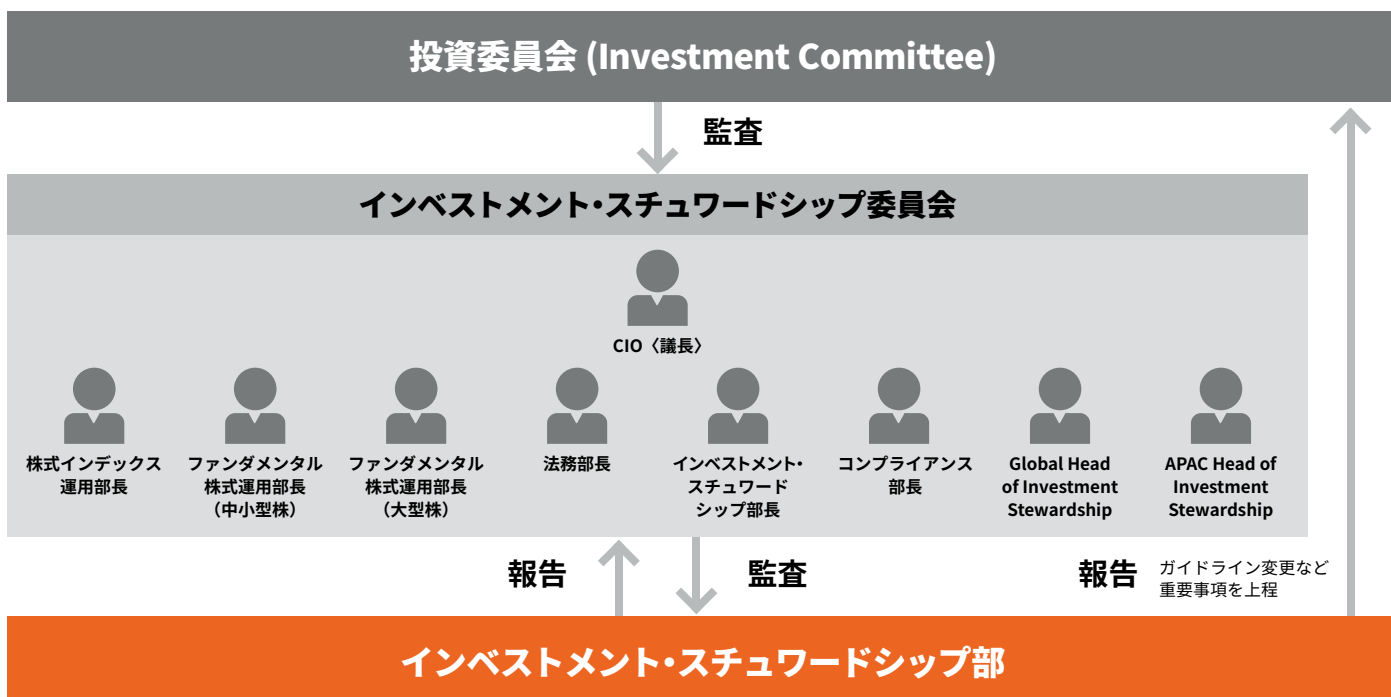 投資委員会 (Investment Committee)
監査
インベストメント・スチュワードシップ委員会
CIO〈議長〉
株式インデックス
運用部長
ファンダメンタル
株式運用部長
（中小型株）
ファンダメンタル
株式運用部長
（大型株）
法務部長
インベストメント・
スチュワード
シップ部長
コンプライアンス
部長
Global Head
of Investment
Stewardship
APAC Head of
Investment
Stewardship
報告
監査
報告
ガイドライン変更など
重要事項を上程
インベストメント・スチュワードシップ部